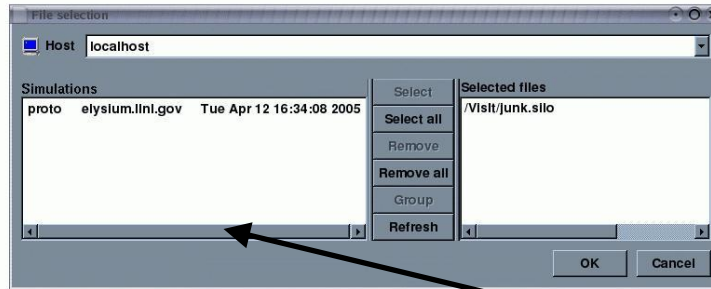 File selection
Host localhost
Simulations
proto elysium.llnl.gov Tue Apr 12 16:34:08 2005
Select
Select all
Remove
Remove all
Group
Refresh
Selected files
/VisIt/junk.silo
OK Cancel